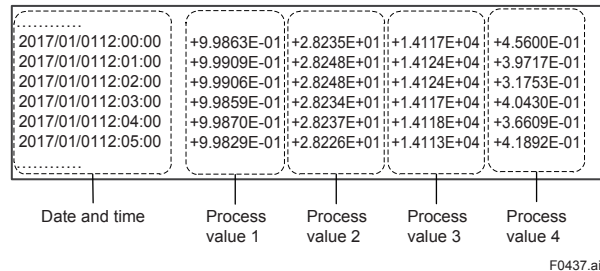 ............
2017/01/0112:00:00 +9.9863E-01 +2.8235E+01 +1.4117E+04 +4.5600E-01
2017/01/0112:01:00 +9.9909E-01 +2.8248E+01 +1.4124E+04 +3.9717E-01
2017/01/0112:02:00 +9.9906E-01 +2.8248E+01 +1.4124E+04 +3.1753E-01
2017/01/0112:03:00 +9.9859E-01 +2.8234E+01 +1.4117E+04 +4.0430E-01
2017/01/0112:04:00 +9.9870E-01 +2.8237E+01 +1.4118E+04 +3.6609E-01
2017/01/0112:05:00 +9.9829E-01 +2.8226E+01 +1.4113E+04 +4.1892E-01
............
Date and time Process Process Process Process
value 1 value 2 value 3 value 4
F0437.ai